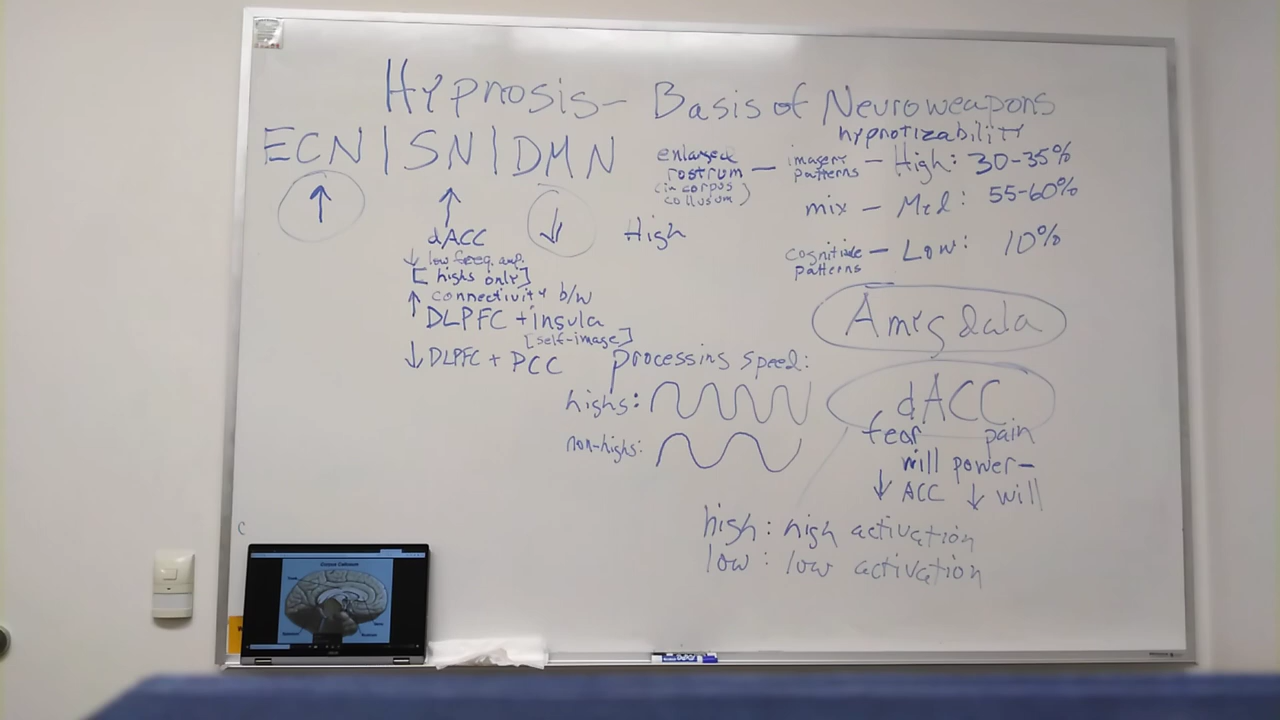 Hypnosis- Basis of Neuroweapons
ECN | SN | DMN
↑ ↑ ↓ High
dACC
↓ low freq. amp.
[highs only]
↑ connectivity b/w
DLPFC + insula
[self-image]
↓ DLPFC + PCC
hypnotizability
enlarged
rostrum
(in corpus
collusum)
— imagery
patterns
— High: 30-35%
mix — Med: 55-60%
cognitive
patterns
— Low: 10%
Amigdala
processing speed:
highs:
non-highs:
dACC
fear pain
will power-
↓ ACC ↓ will
high: high activation
low: low activation
Corpus Callosum